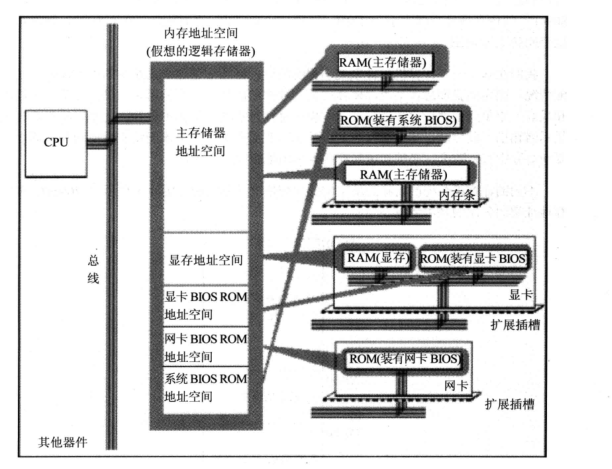 内存地址空间
(假想的逻辑存储器)
CPU
总
线
其他器件
主存储器
地址空间
显存地址空间
显卡 BIOS ROM
地址空间
网卡 BIOS ROM
地址空间
系统 BIOS ROM
地址空间
RAM(主存储器)
ROM(装有系统 BIOS)
RAM(主存储器)
内存条
RAM(显存)
ROM(装有显卡 BIOS)
显卡
扩展插槽
ROM(装有网卡 BIOS)
网卡
扩展插槽